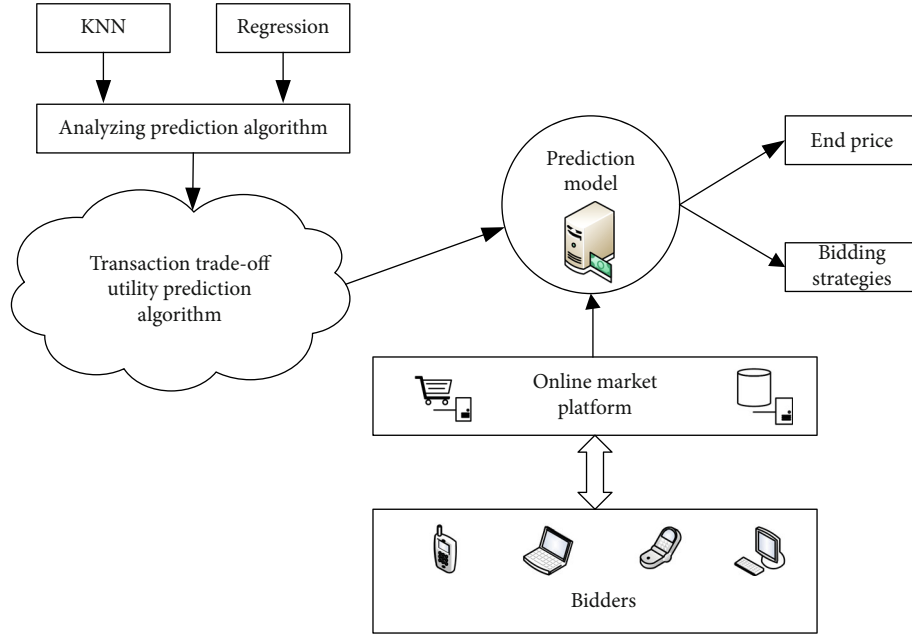 KNN
Regression
Analyzing prediction algorithm
Transaction trade-off
utility prediction
algorithm
Prediction
model
End price
Bidding
strategies
Online market
platform
Bidders